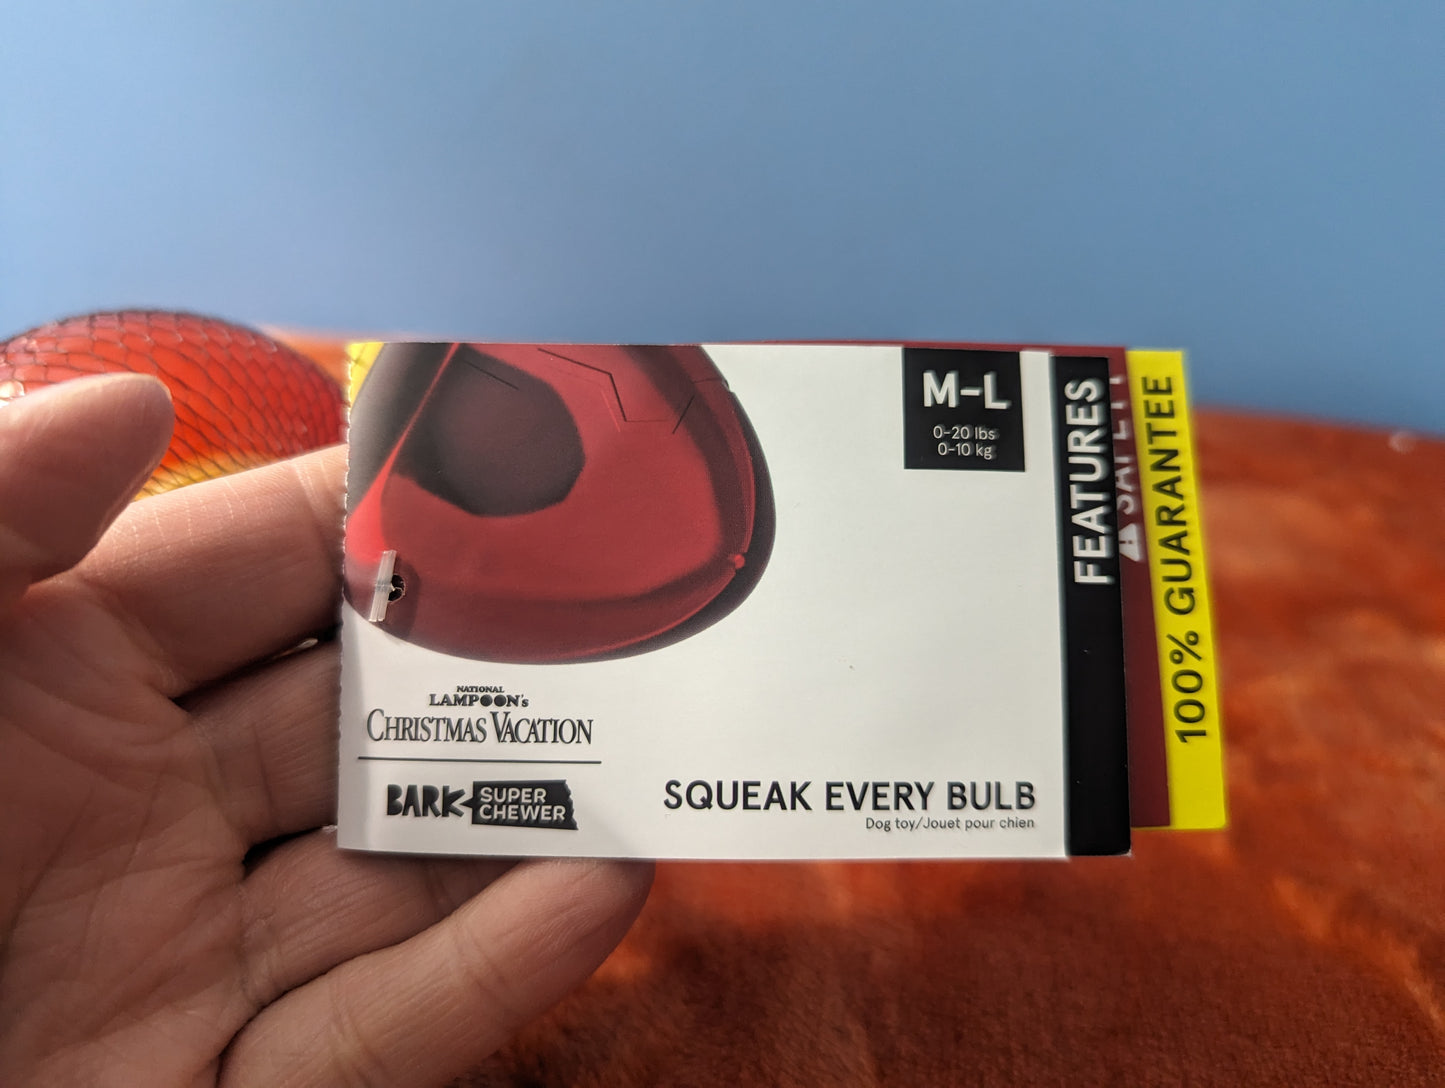 M–L
0-20 lbs
0-10 kg
FEATURES
SAFETY
100% GUARANTEE
NATIONAL
LAMPOON's
CHRISTMAS VACATION
BARK
SUPER
CHEWER
SQUEAK EVERY BULB
Dog toy/Jouet pour chien